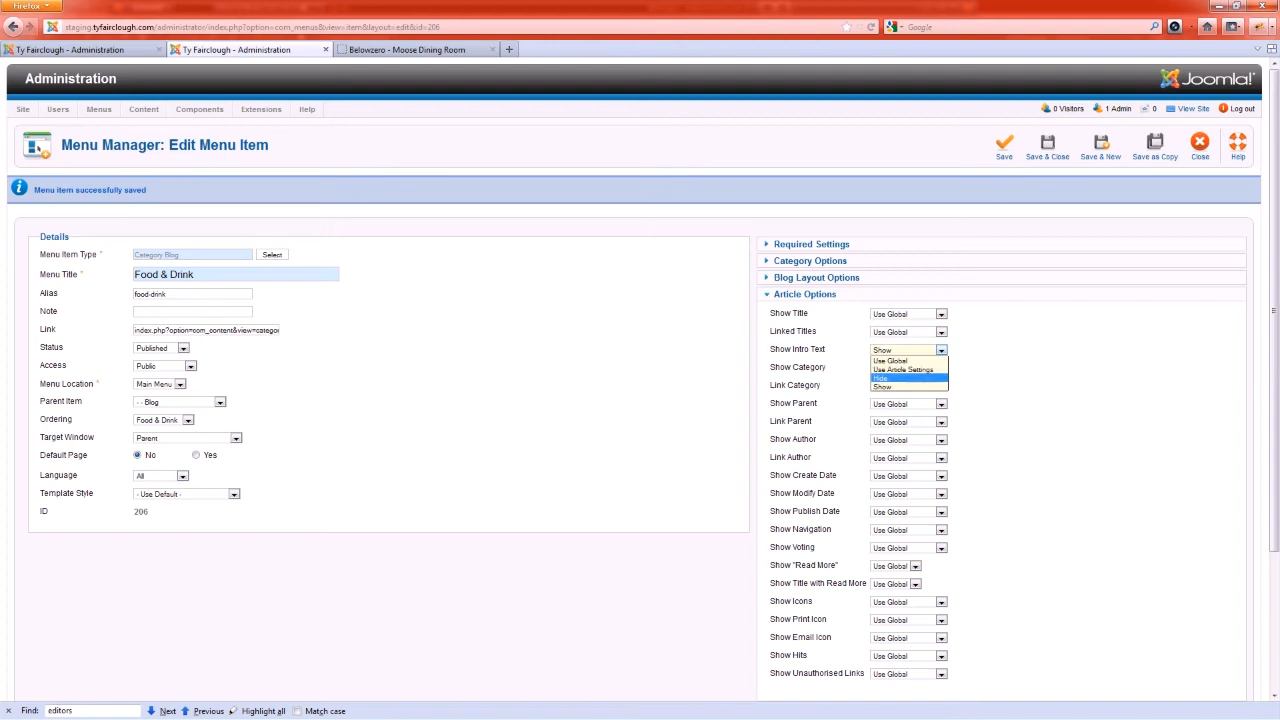 Firefox
staging.tyfairclough.com/administrator/index.php?option=com_menus&view=item&layout=edit&id=206
Google
Ty Fairclough - Administration
Ty Fairclough - Administration
Belowzero - Moose Dining Room
Administration
Joomla!
Site Users Menus Content Components Extensions Help
0 Visitors 1 Admin 0 View Site Log out
Menu Manager: Edit Menu Item
Save Save & Close Save & New Save as Copy Close Help
Menu item successfully saved
Details
Menu Item Type * Category Blog Select
Menu Title * Food & Drink
Alias food-drink
Note
Link index.php?option=com_content&view=categor
Status Published
Access Public
Menu Location * Main Menu
Parent Item - - Blog
Ordering Food & Drink
Target Window Parent
Default Page No Yes
Language All
Template Style - Use Default -
ID 206
Required Settings
Category Options
Blog Layout Options
Article Options
Show Title Use Global
Linked Titles Use Global
Show Intro Text Show
Use Global
Show Category Use Article Settings
Hide
Link Category Show
Show Parent Use Global
Link Parent Use Global
Show Author Use Global
Link Author Use Global
Show Create Date Use Global
Show Modify Date Use Global
Show Publish Date Use Global
Show Navigation Use Global
Show Voting Use Global
Show "Read More" Use Global
Show Title with Read More Use Global
Show Icons Use Global
Show Print Icon Use Global
Show Email Icon Use Global
Show Hits Use Global
Show Unauthorised Links Use Global
Find: editors Next Previous Highlight all Match case